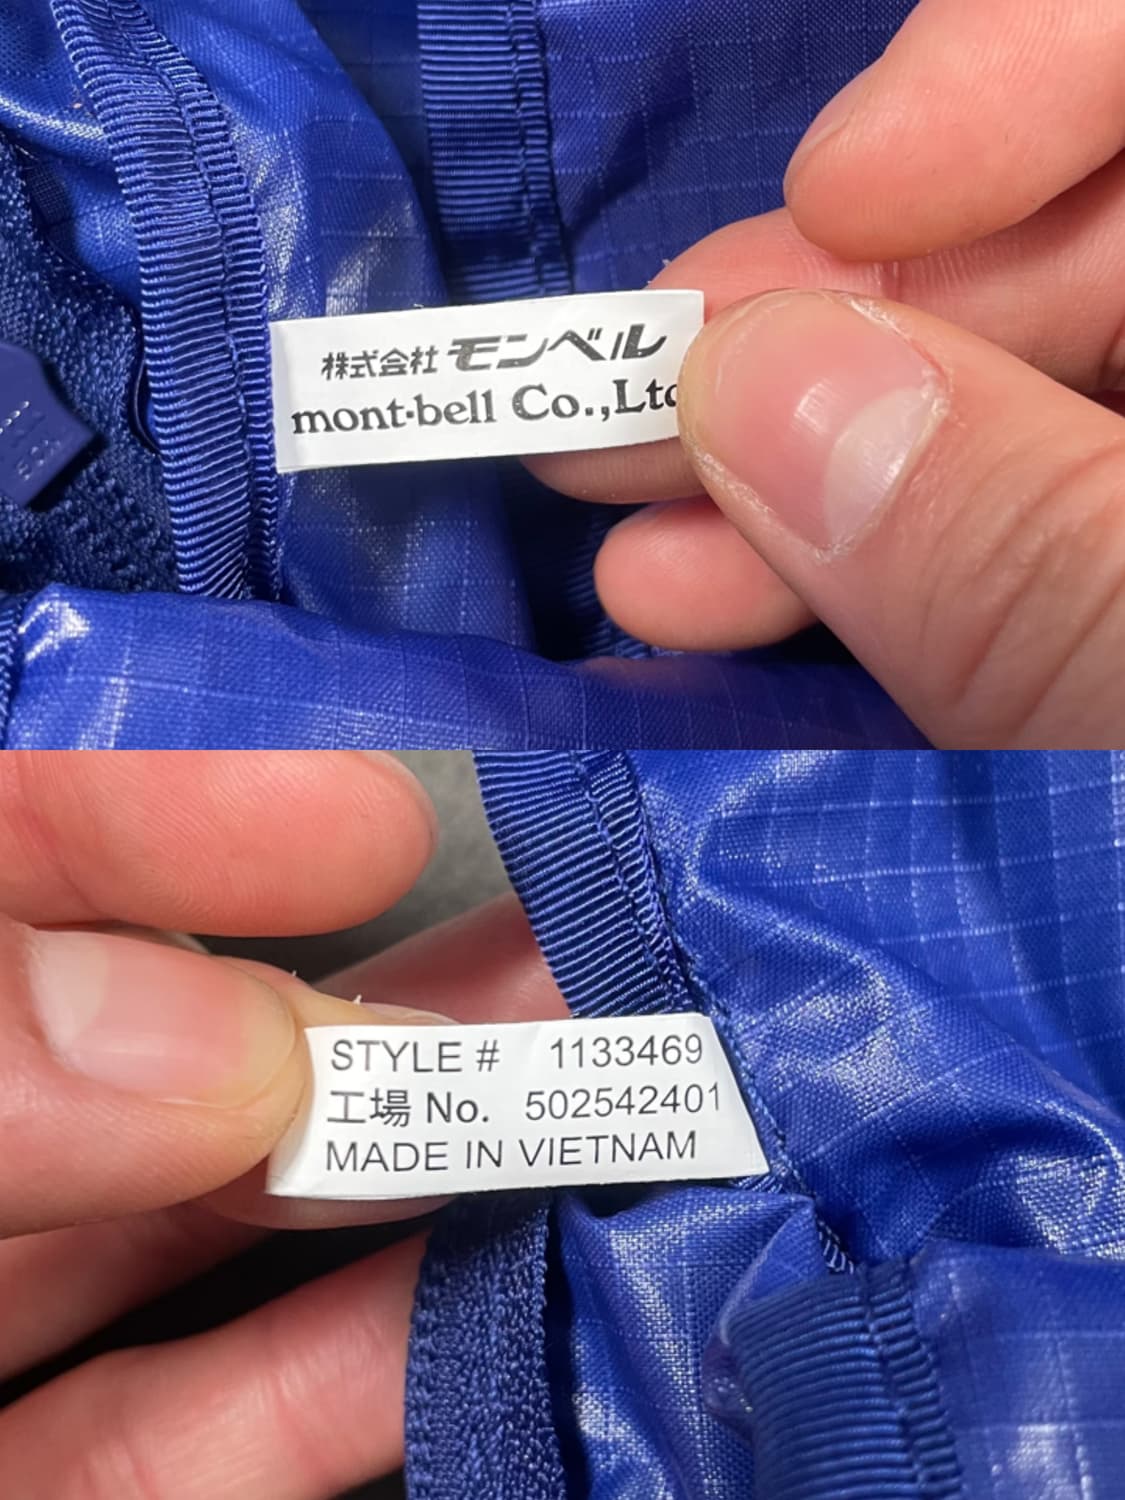 株式会社 モンベル
mont-bell Co.,Ltd
STYLE # 1133469
工場 No. 502542401
MADE IN VIETNAM